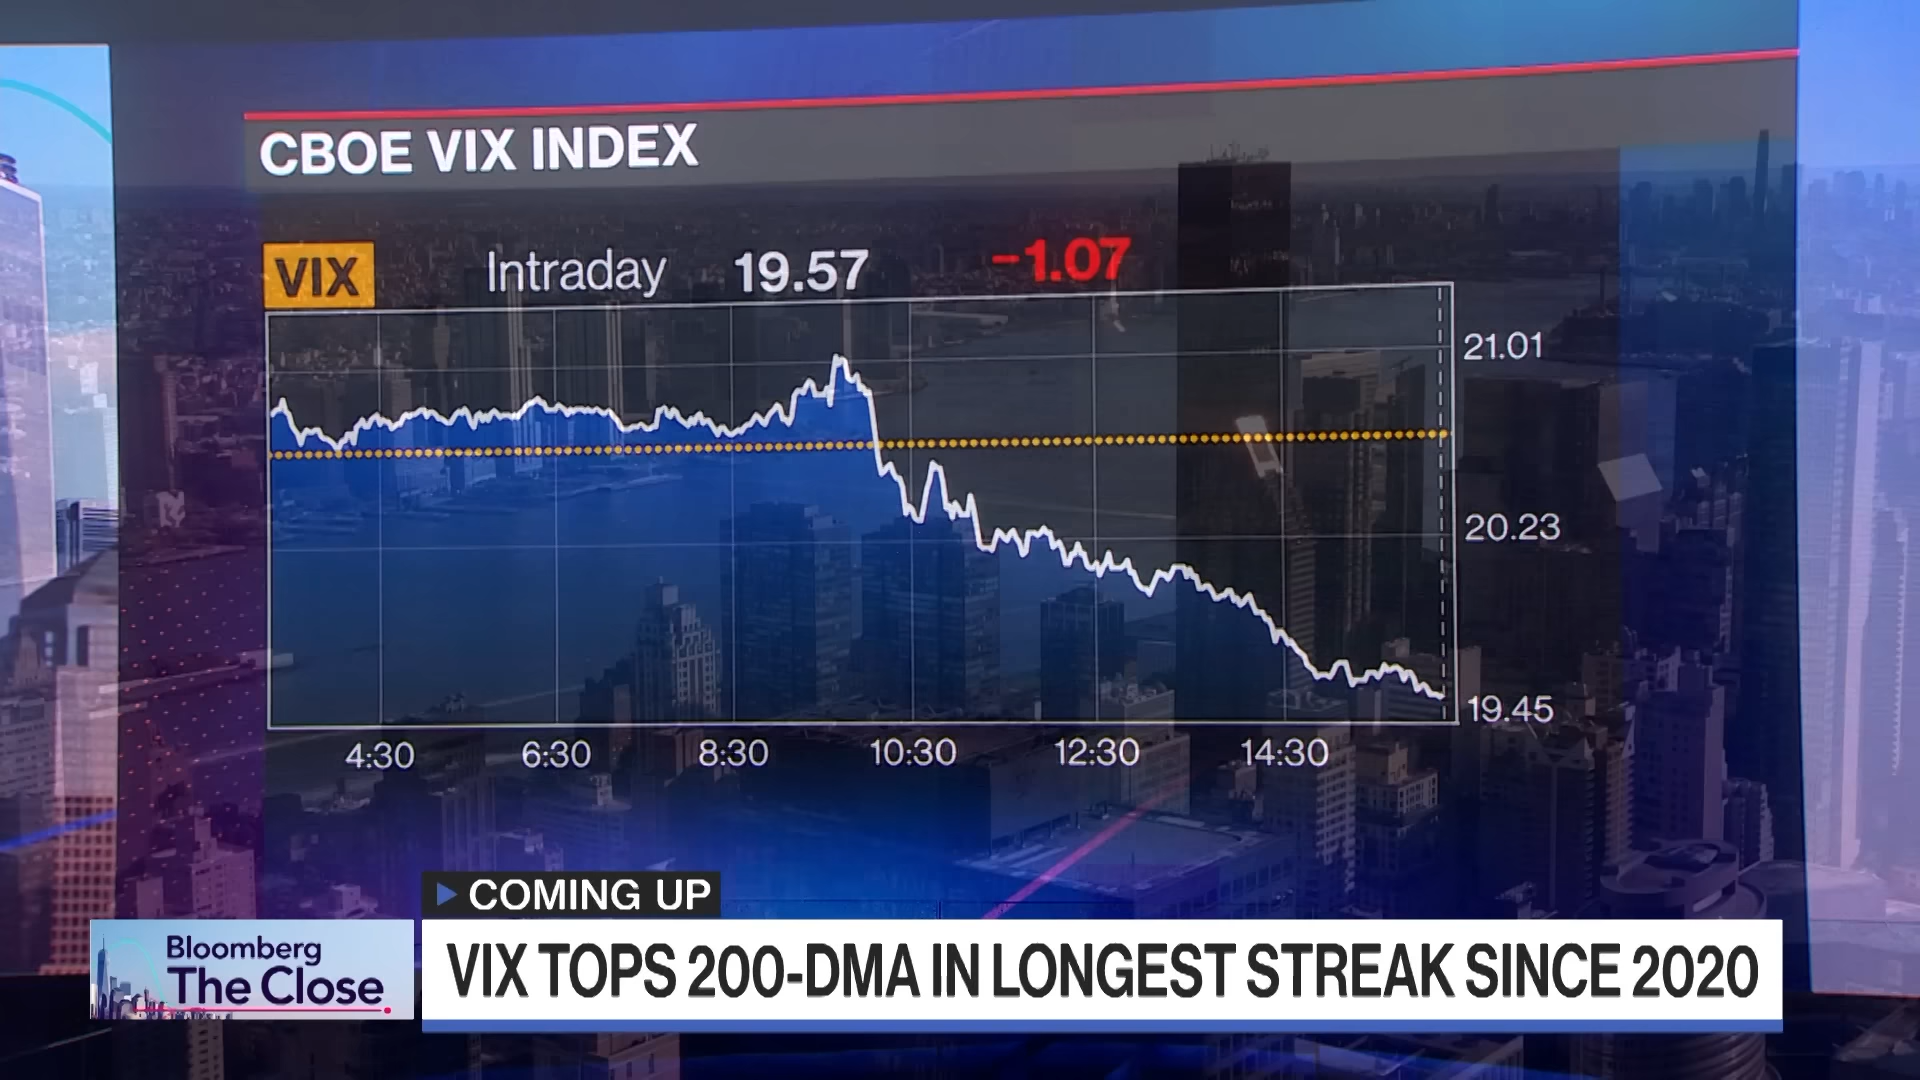 CBOE VIX INDEX
VIX Intraday 19.57 -1.07
21.01
20.23
19.45
4:30 6:30 8:30 10:30 12:30 14:30
COMING UP
Bloomberg
The Close
VIX TOPS 200-DMA IN LONGEST STREAK SINCE 2020